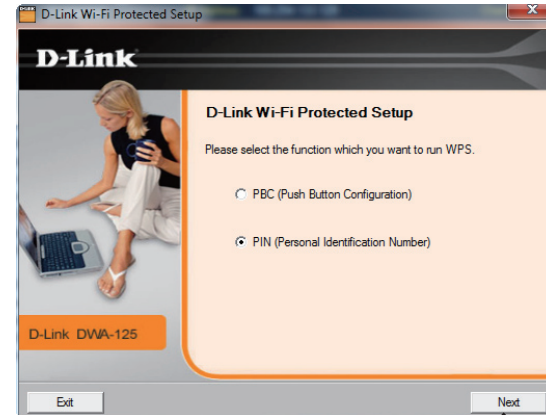 D-Link Wi-Fi Protected Setup
D-Link
D-Link Wi-Fi Protected Setup
Please select the function which you want to run WPS.
PBC (Push Button Configuration)
PIN (Personal Identification Number)
D-Link DWA-125
Exit
Next